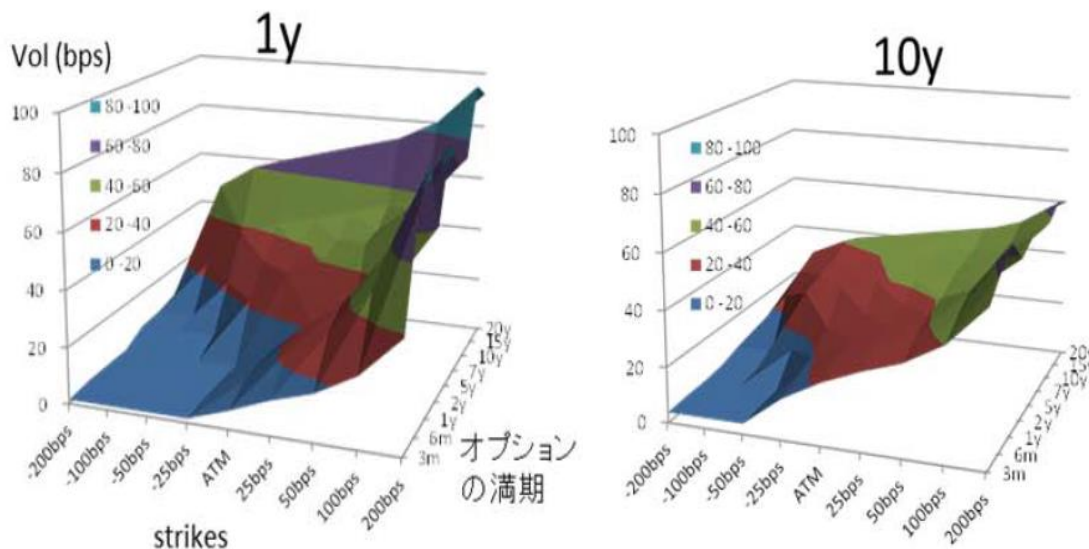 1y
Vol (bps)
100
80
60
40
20
0
80 -100
60 -80
40 -60
20 -40
0 -20
-200bps
-100bps
-50bps
-25bps
ATM
25bps
50bps
100bps
200bps
20y
15y
10y
7y
5y
2y
1y
6m
3m
オプション
の満期
strikes
10y
100
80
60
40
20
0
80 -100
60 -80
40 -60
20 -40
0 -20
-200bps
-100bps
-50bps
-25bps
ATM
25bps
50bps
100bps
200bps
15y
10y
7y
5y
2y
1y
6m
3m